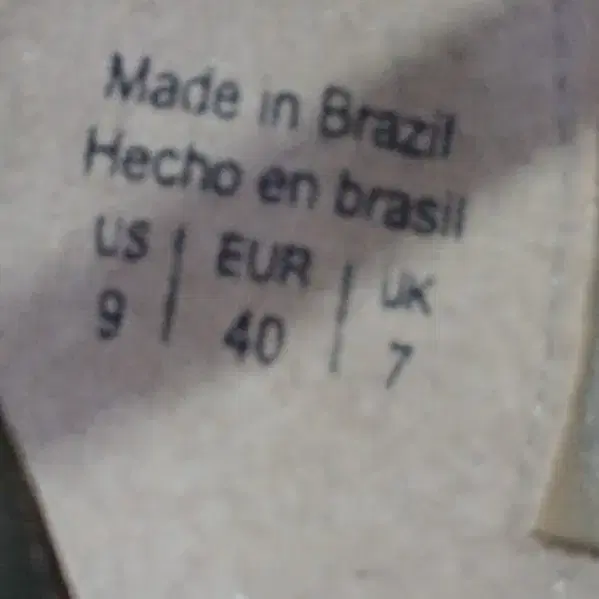 Made in Brazil
Hecho en brasil
US | EUR | UK
9 | 40 | 7